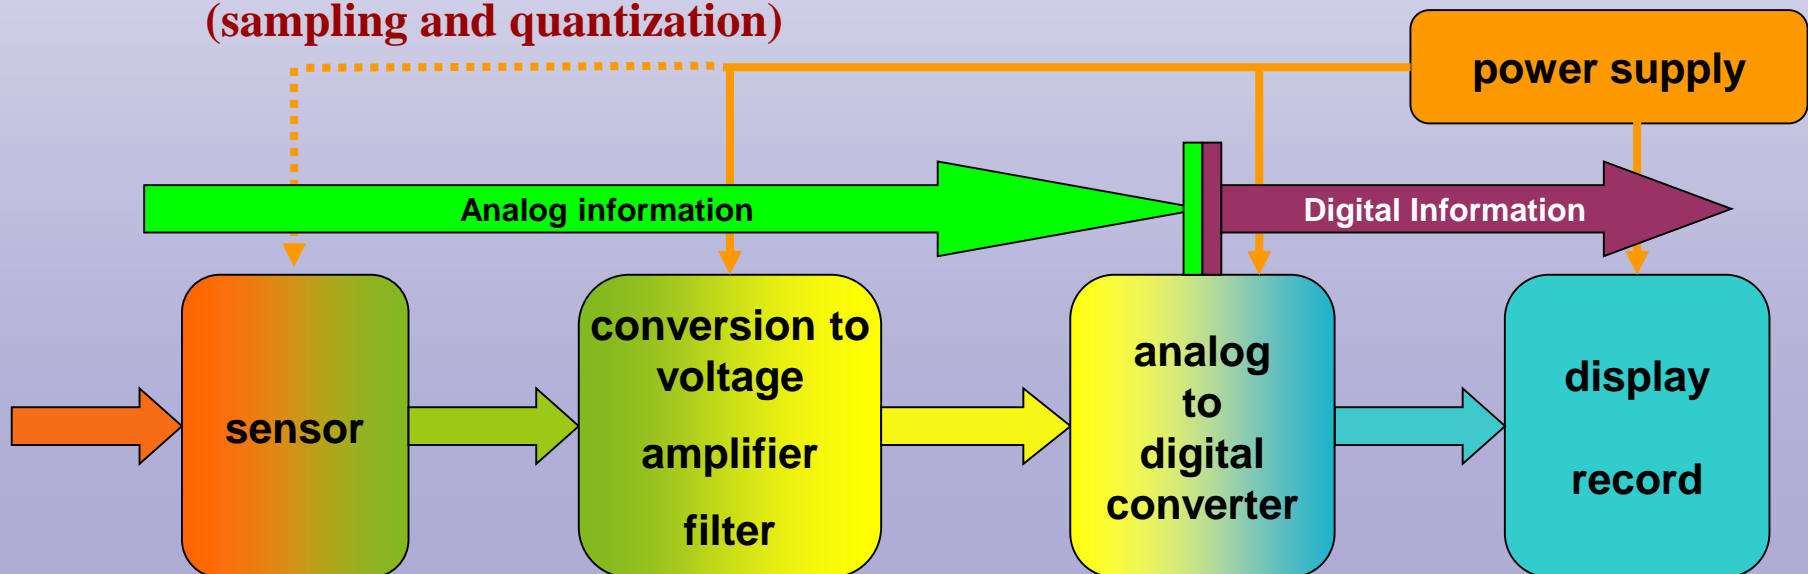 (sampling and quantization)
power supply
Analog information
Digital Information
sensor
conversion to
voltage
amplifier
filter
analog
to
digital
converter
display
record